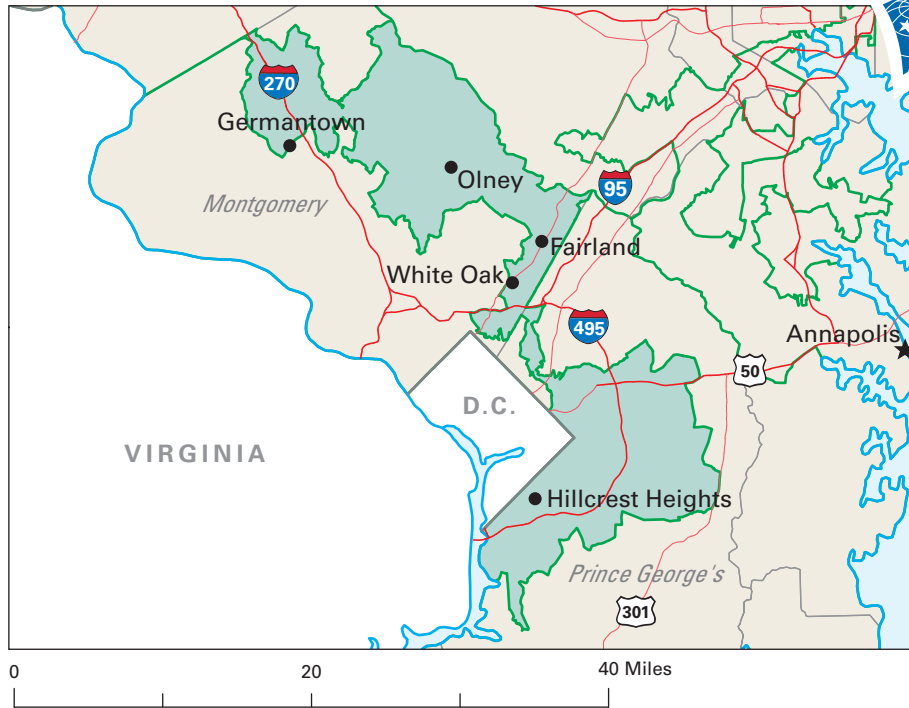 270
Germantown
Olney
Montgomery
95
Fairland
White Oak
495
Annapolis
50
D.C.
VIRGINIA
Hillcrest Heights
Prince George's
301
0 20 40 Miles